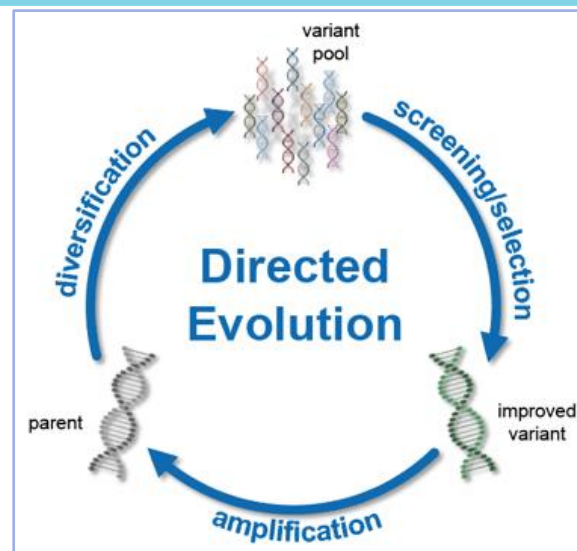 variant
pool
screening/selection
diversification
Directed
Evolution
parent
improved
variant
amplification